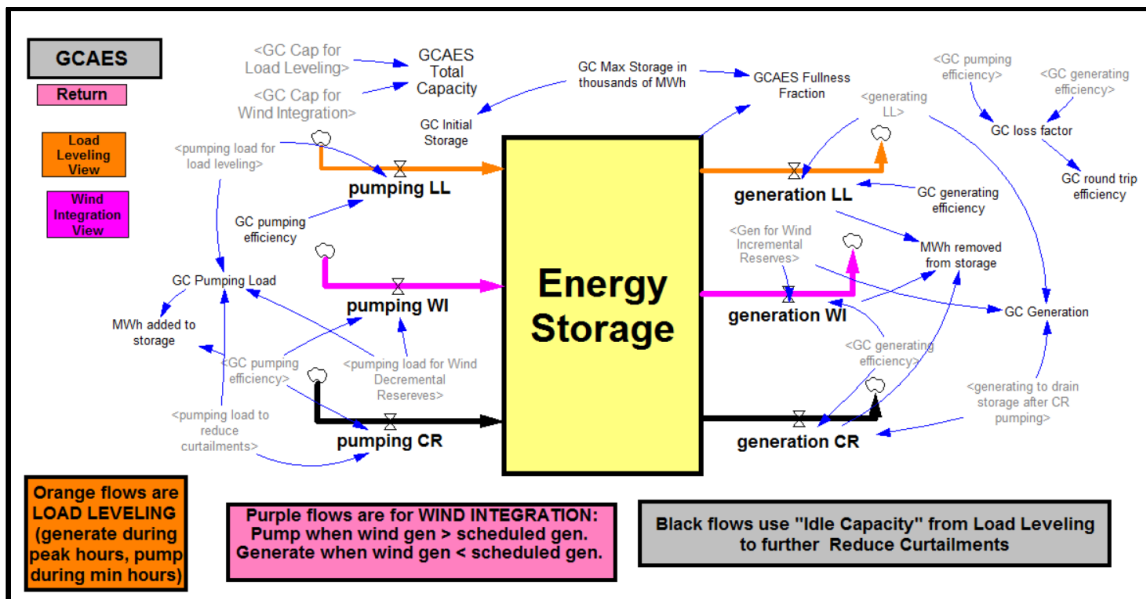 GCAES
Return
Load
Leveling
View
Wind
Integration
View
<GC Cap for
Load Leveling>
<GC Cap for
Wind Integration>
GCAES
Total
Capacity
GC Initial
Storage
GC Max Storage in
thousands of MWh
GCAES Fullness
Fraction
<generating
LL>
<GC pumping
efficiency>
<GC generating
efficiency>
GC loss factor
GC round trip
efficiency
<pumping load for
load leveling>
pumping LL
GC pumping
efficiency
generation LL
GC generating
efficiency
<Gen for Wind
Incremental
Reserves>
MWh removed
from storage
GC Pumping Load
pumping WI
Energy
Storage
generation WI
GC Generation
MWh added to
storage
<GC pumping
efficiency>
<pumping load for Wind
Decremental
Resereves>
<GC generating
efficiency>
<pumping load to
reduce
curtailments>
pumping CR
generation CR
<generating to drain
storage after CR
pumping>
Orange flows are
LOAD LEVELING
(generate during
peak hours, pump
during min hours)
Purple flows are for WIND INTEGRATION:
Pump when wind gen > scheduled gen.
Generate when wind gen < scheduled gen.
Black flows use "Idle Capacity" from Load Leveling
to further Reduce Curtailments